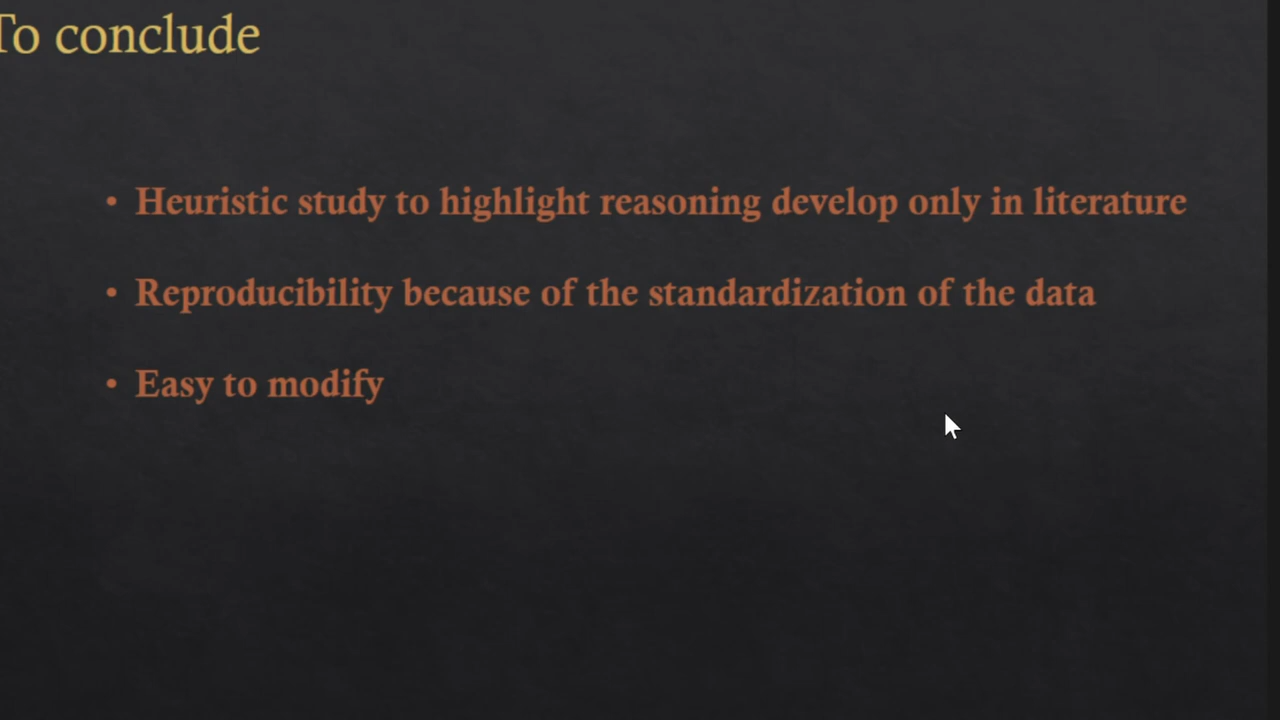 To conclude
• Heuristic study to highlight reasoning develop only in literature
• Reproducibility because of the standardization of the data
• Easy to modify